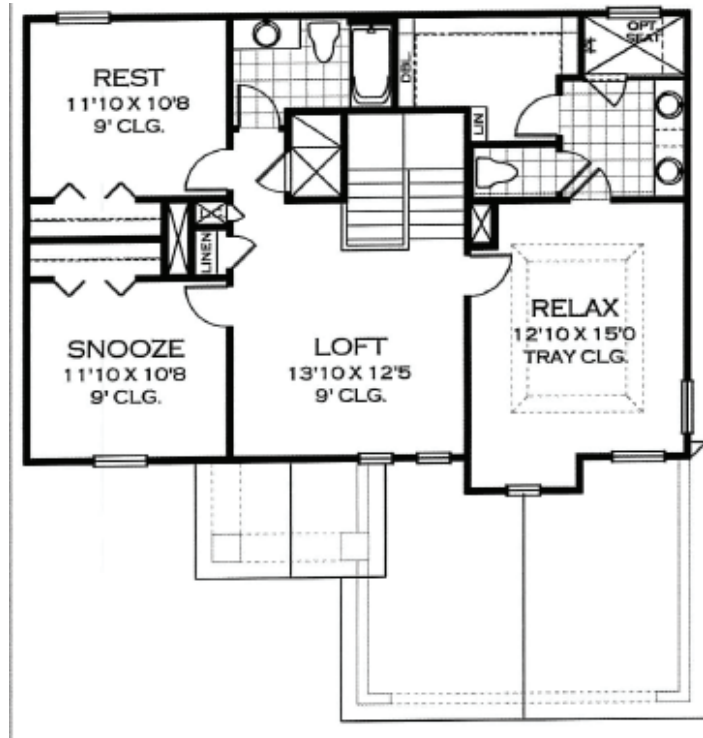 OPT.
SEAT
REST
11'10 X 10'8
9' CLG.
DBL.
LIN
LINEN
SNOOZE
11'10 X 10'8
9' CLG.
LOFT
13'10 X 12'5
9' CLG.
RELAX
12'10 X 15'0
TRAY CLG.